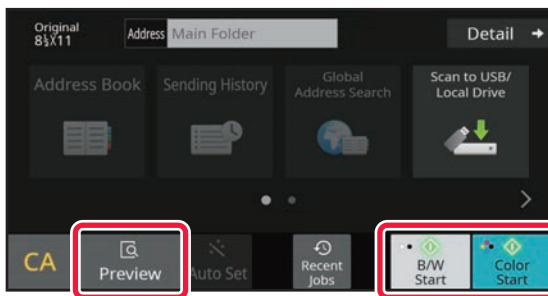 Original
8½X11
Address Main Folder
Detail
Address Book
Sending History
Global
Address Search
Scan to USB/
Local Drive
CA
Preview
Auto Set
Recent
Jobs
B/W
Start
Color
Start